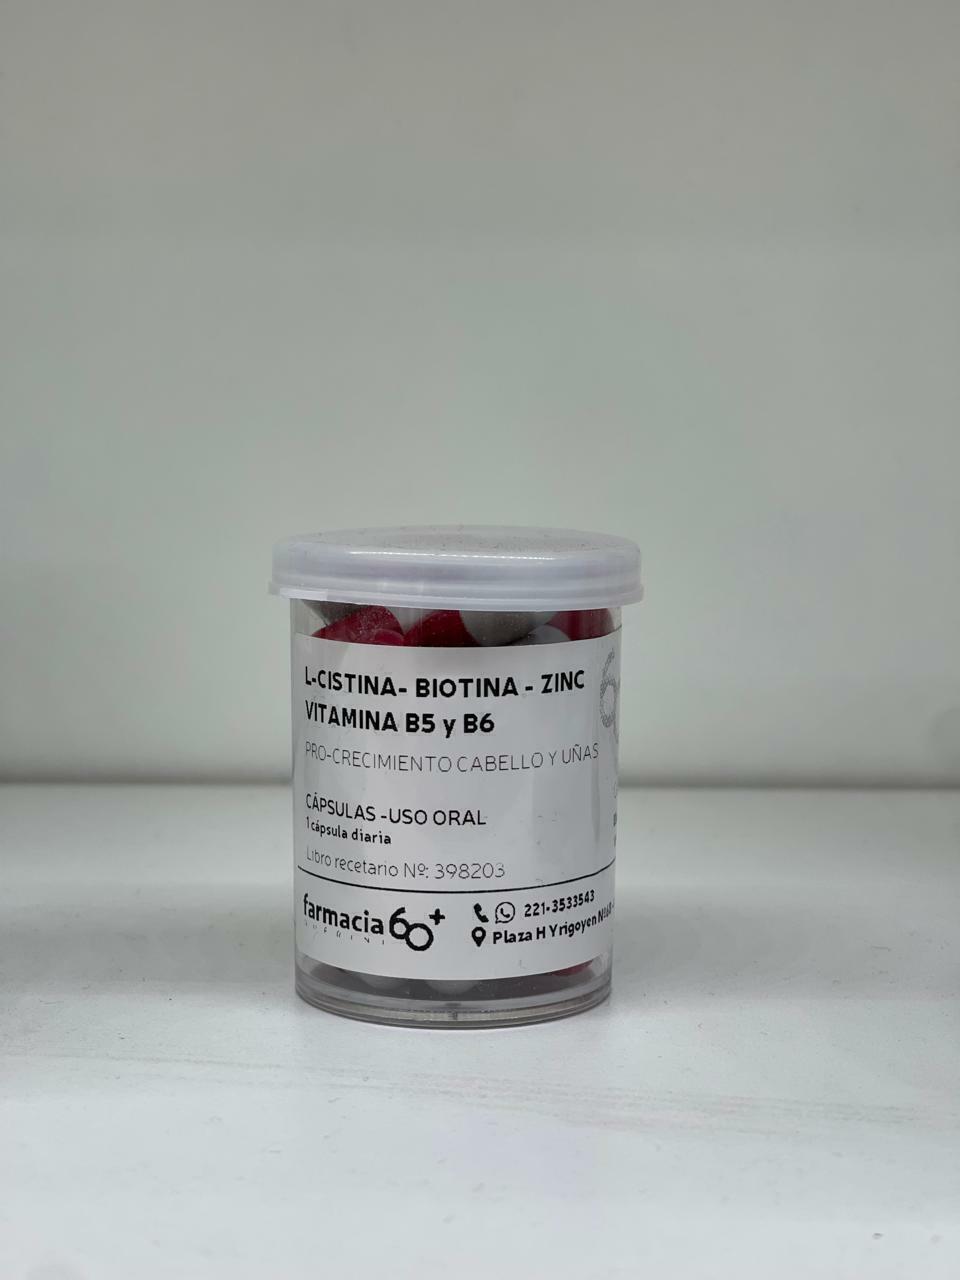 L-CISTINA- BIOTINA - ZINC
VITAMINA B5 y B6
PRO-CRECIMIENTO CABELLO Y UÑAS
CÁPSULAS -USO ORAL
1 cápsula diaria
Libro recetario Nº: 398203
farmacia 60+
221-3533543
Plaza H Yrigoyen Nº